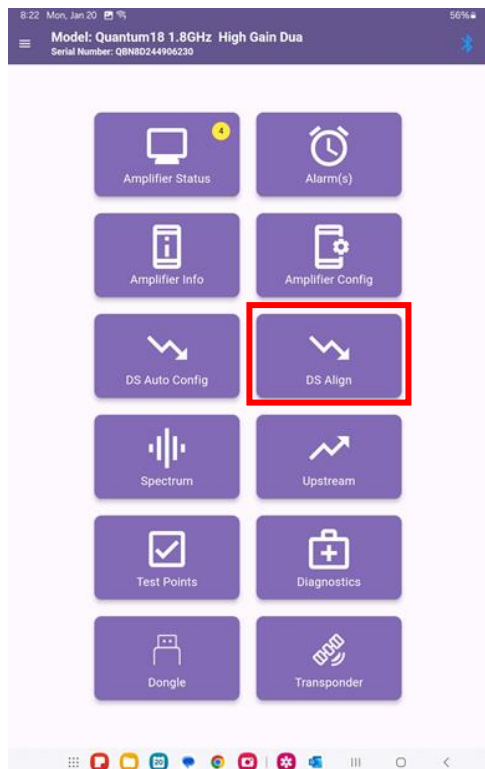 8:22 Mon, Jan 20
56%
Model: Quantum18 1.8GHz High Gain Dua
Serial Number: QBN8D244906230
4
Amplifier Status
Alarm(s)
Amplifier Info
Amplifier Config
DS Auto Config
DS Align
Spectrum
Upstream
Test Points
Diagnostics
Dongle
Transponder